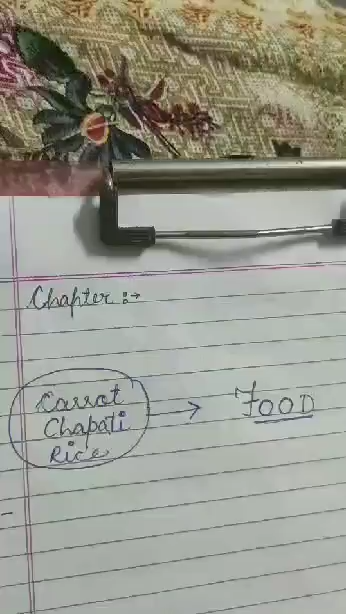 Chapter :→
Carrot
Chapati → FOOD
Rice